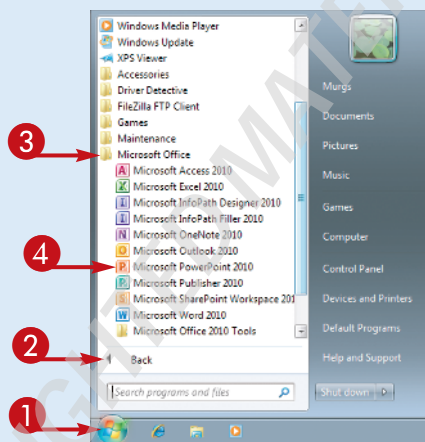 Windows Media Player
Windows Update
XPS Viewer
Accessories
Driver Detective
FileZilla FTP Client
Games
Maintenance
3
Microsoft Office
Microsoft Access 2010
Microsoft Excel 2010
Microsoft InfoPath Designer 2010
Microsoft InfoPath Filler 2010
Microsoft OneNote 2010
Microsoft Outlook 2010
4
Microsoft PowerPoint 2010
Microsoft Publisher 2010
Microsoft SharePoint Workspace 201
Microsoft Word 2010
Microsoft Office 2010 Tools
2
Back
Search programs and files
1
Murgs
Documents
Pictures
Music
Games
Computer
Control Panel
Devices and Printers
Default Programs
Help and Support
Shut down